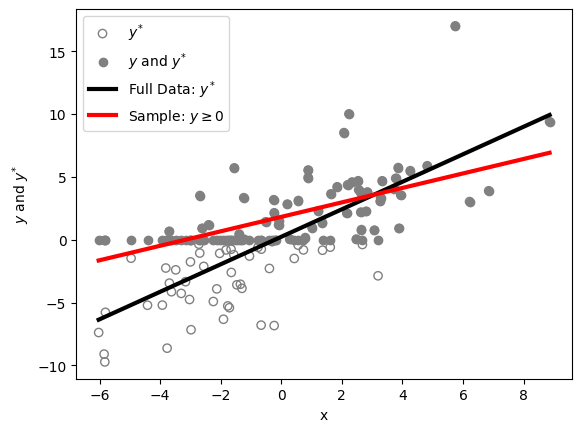 y*
y and y*
Full Data: y*
Sample: y ≥ 0
15
10
5
0
−5
−10
y and y*
−6 −4 −2 0 2 4 6 8
x